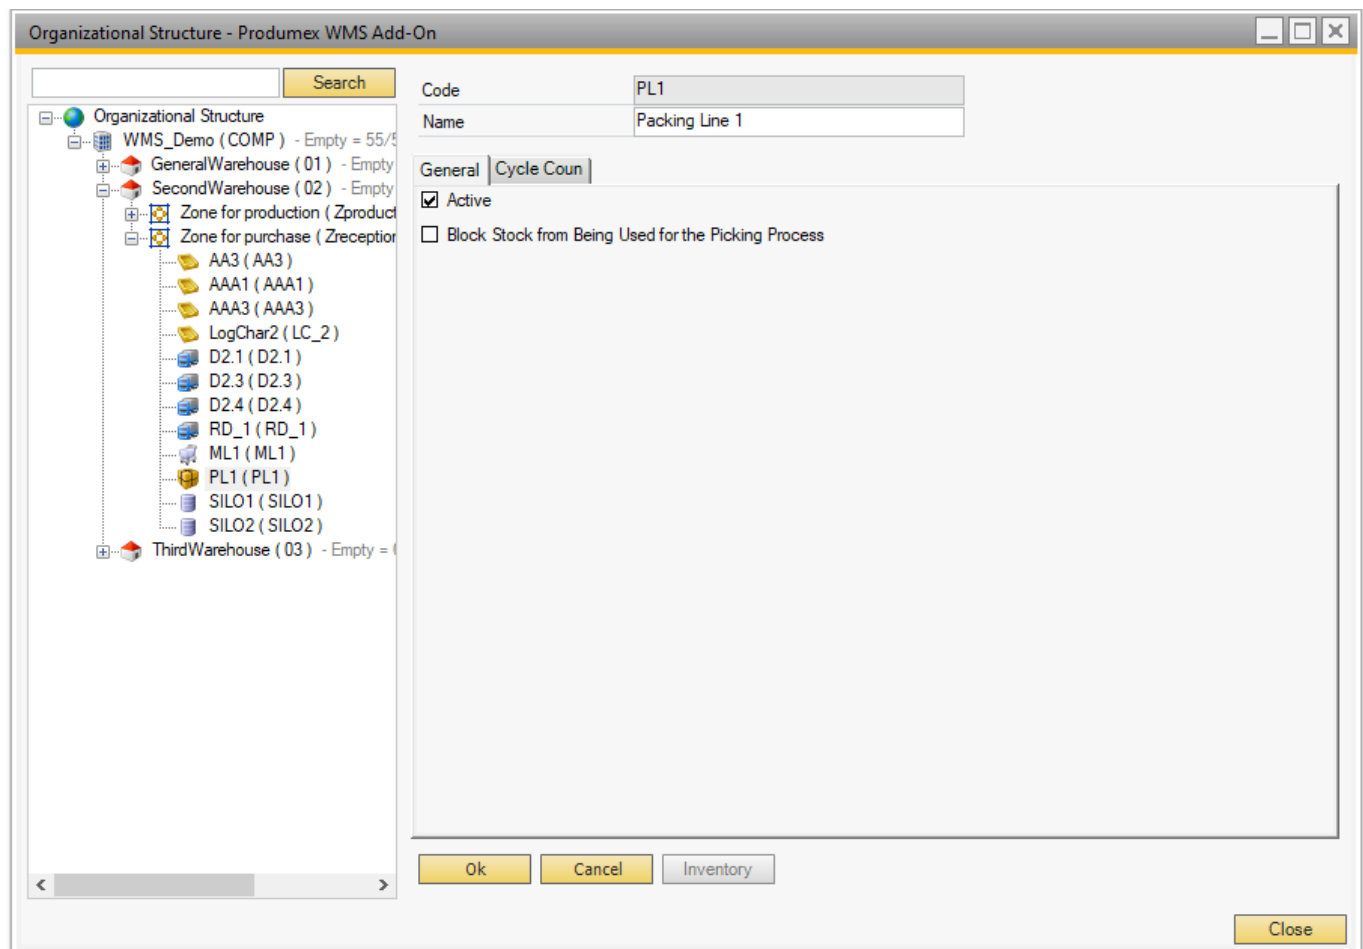 Organizational Structure - Produmex WMS Add-On
Search
Organizational Structure
WMS_Demo ( COMP ) - Empty = 55/5
GeneralWarehouse ( 01 ) - Empty
SecondWarehouse ( 02 ) - Empty
Zone for production ( Zproduct
Zone for purchase ( Zreception
AA3 ( AA3 )
AAA1 ( AAA1 )
AAA3 ( AAA3 )
LogChar2 ( LC_2 )
D2.1 ( D2.1 )
D2.3 ( D2.3 )
D2.4 ( D2.4 )
RD_1 ( RD_1 )
ML1 ( ML1 )
PL1 ( PL1 )
SILO1 ( SILO1 )
SILO2 ( SILO2 )
ThirdWarehouse ( 03 ) - Empty =
Code PL1
Name Packing Line 1
General Cycle Coun
Active
Block Stock from Being Used for the Picking Process
Ok Cancel Inventory
Close